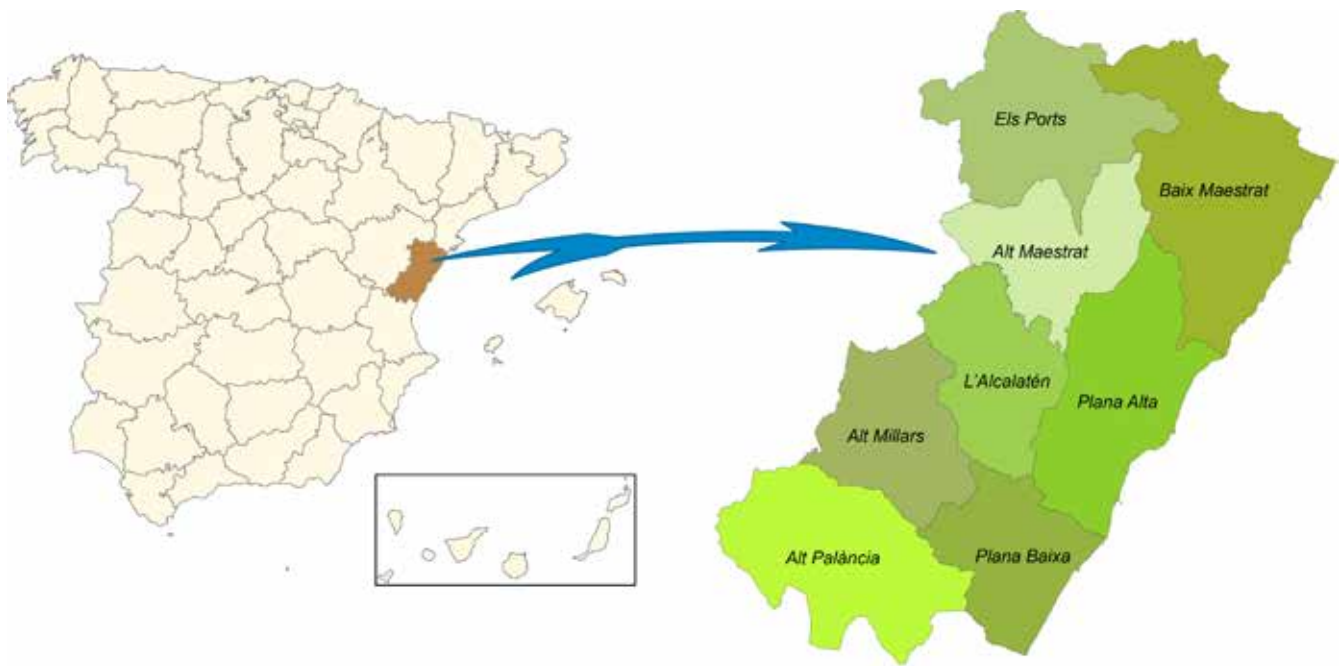 Els Ports
Baix Maestrat
Alt Maestrat
L'Alcalatén
Plana Alta
Alt Millars
Alt Palància
Plana Baixa